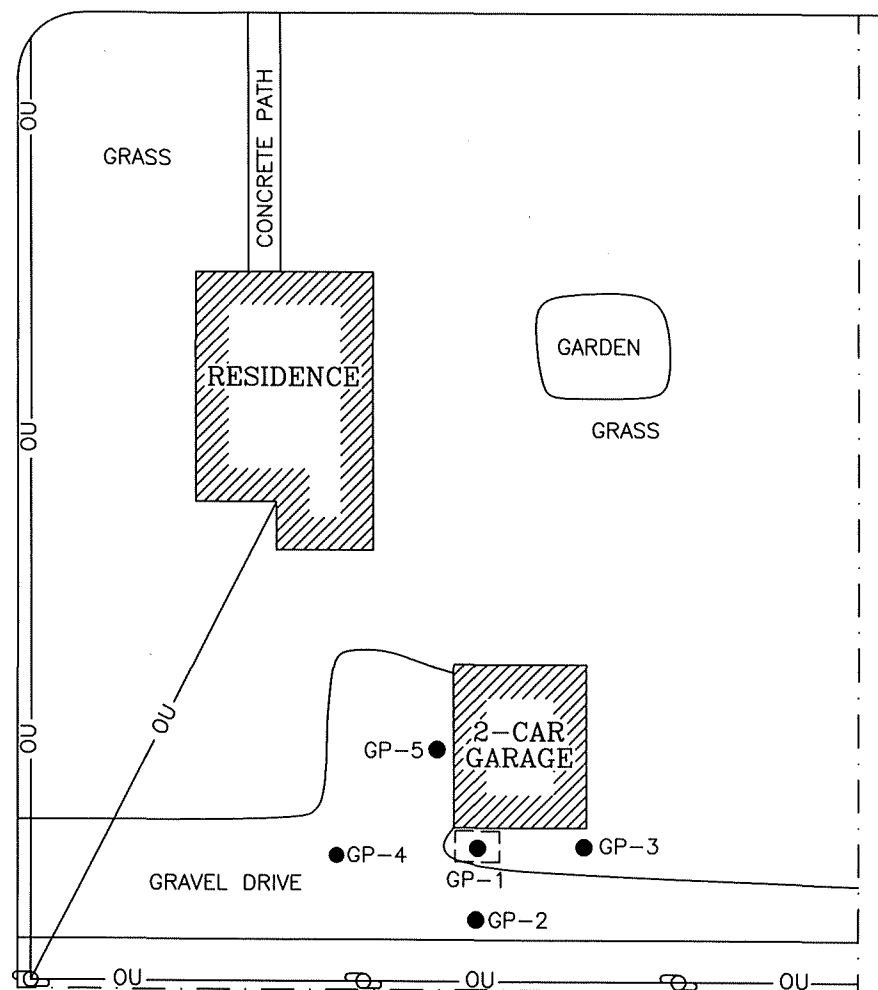 OU
CONCRETE PATH
GRASS
RESIDENCE
GARDEN
GRASS
OU
OU
OU
2-CAR
GARAGE
GP-5
GP-4
GP-3
GP-1
GRAVEL DRIVE
GP-2
OU
OU
OU